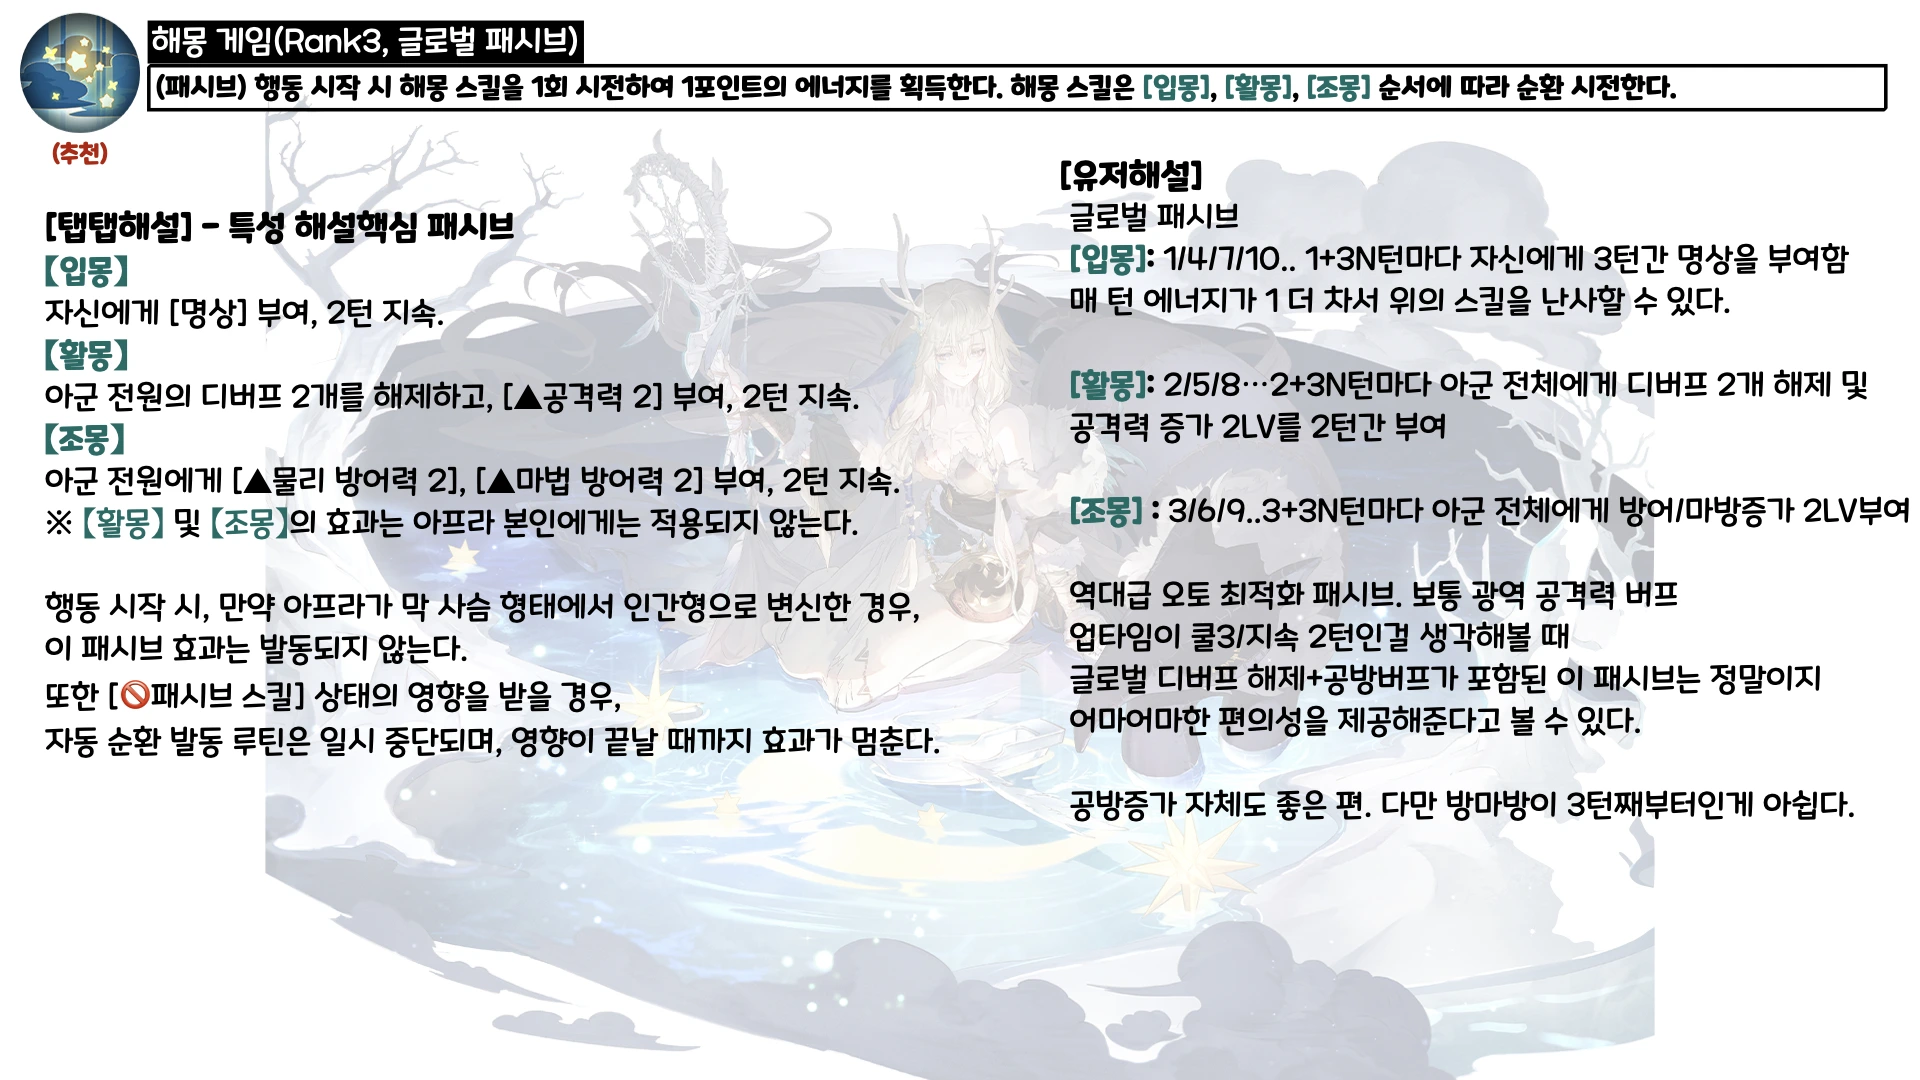 해몽 게임(Rank3, 글로벌 패시브)
(패시브) 행동 시작 시 해몽 스킬을 1회 시전하여 1포인트의 에너지를 획득한다. 해몽 스킬은 [입몽], [활몽], [조몽] 순서에 따라 순환 시전한다.
(추천)
[탭탭해설] - 특성 해설핵심 패시브
【입몽】
자신에게 [명상] 부여, 2턴 지속.
【활몽】
아군 전원의 디버프 2개를 해제하고, [▲공격력 2] 부여, 2턴 지속.
【조몽】
아군 전원에게 [▲물리 방어력 2], [▲마법 방어력 2] 부여, 2턴 지속.
※ 【활몽】 및 【조몽】의 효과는 아프라 본인에게는 적용되지 않는다.
행동 시작 시, 만약 아프라가 막 사슴 형태에서 인간형으로 변신한 경우,
이 패시브 효과는 발동되지 않는다.
또한 [🚫패시브 스킬] 상태의 영향을 받을 경우,
자동 순환 발동 루틴은 일시 중단되며, 영향이 끝날 때까지 효과가 멈춘다.
[유저해설]
글로벌 패시브
[입몽]: 1/4/7/10.. 1+3N턴마다 자신에게 3턴간 명상을 부여함
매 턴 에너지가 1 더 차서 위의 스킬을 난사할 수 있다.
[활몽]: 2/5/8…2+3N턴마다 아군 전체에게 디버프 2개 해제 및
공격력 증가 2LV를 2턴간 부여
[조몽] : 3/6/9..3+3N턴마다 아군 전체에게 방어/마방증가 2LV부여
역대급 오토 최적화 패시브. 보통 광역 공격력 버프
업타임이 쿨3/지속 2턴인걸 생각해볼 때
글로벌 디버프 해제+공방버프가 포함된 이 패시브는 정말이지
어마어마한 편의성을 제공해준다고 볼 수 있다.
공방증가 자체도 좋은 편. 다만 방마방이 3턴째부터인게 아쉽다.